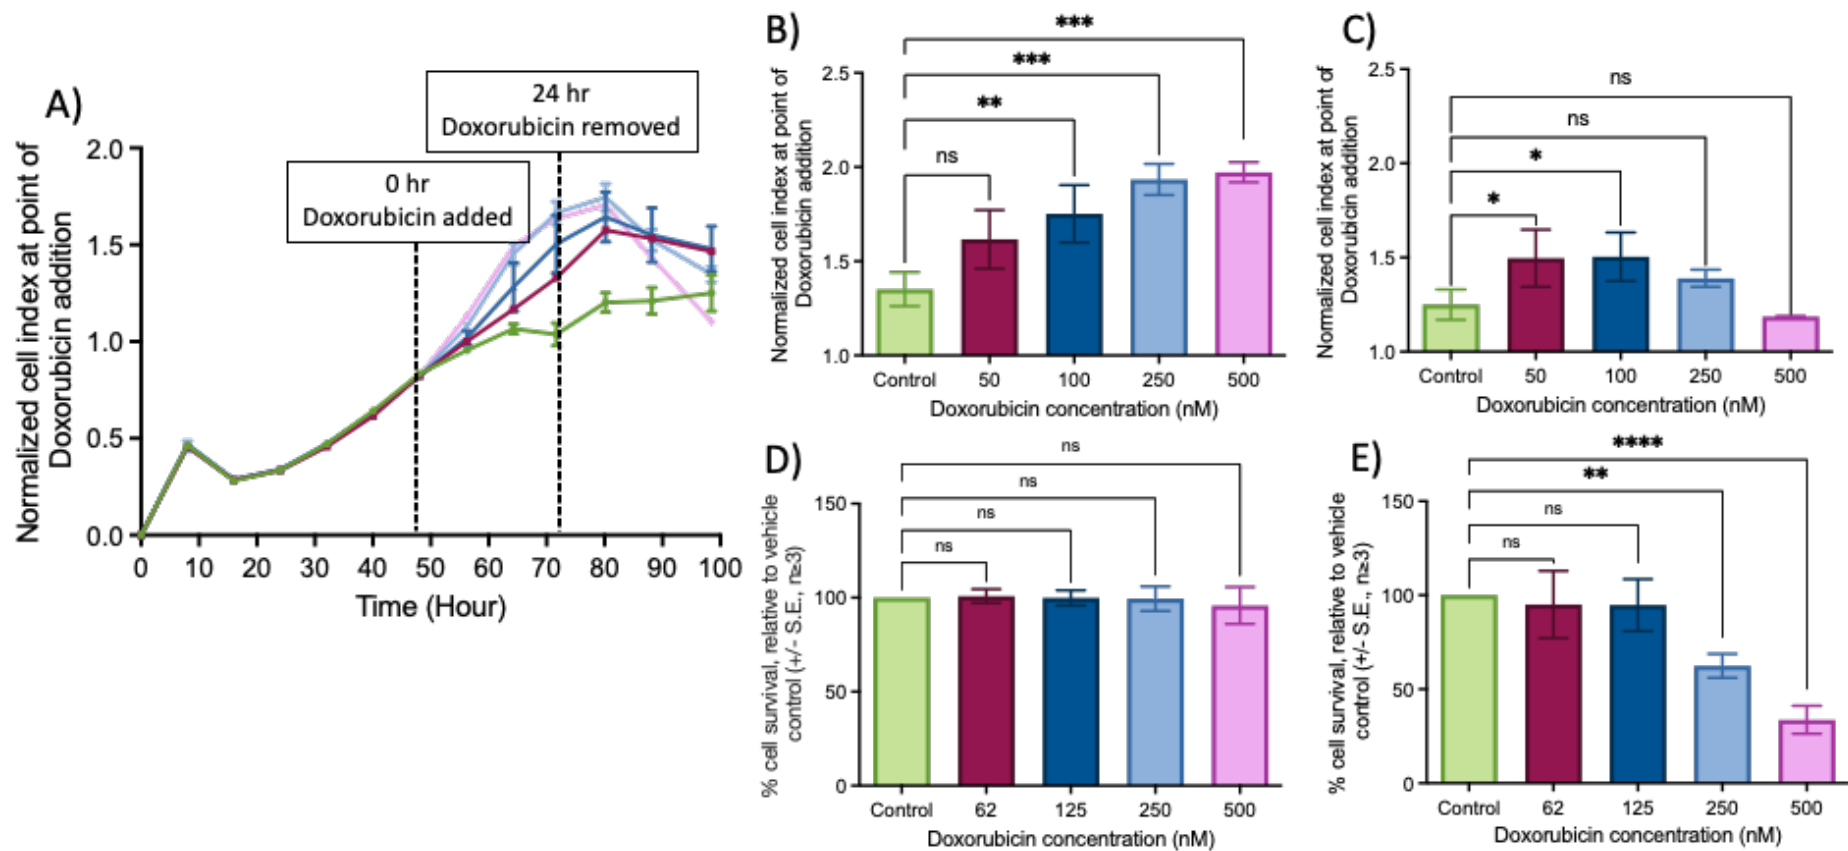 A)
Normalized cell index at point of
Doxorubicin addition
2.0
1.5
1.0
0.5
0.0
0 hr
Doxorubicin added
24 hr
Doxorubicin removed
0 10 20 30 40 50 60 70 80 90 100
Time (Hour)
B)
Normalized cell index at point of
Doxorubicin addition
2.5
2.0
1.5
1.0
***
***
**
ns
Control 50 100 250 500
Doxorubicin concentration (nM)
C)
Normalized cell index at point of
Doxorubicin addition
2.5
2.0
1.5
1.0
ns
ns
*
*
Control 50 100 250 500
Doxorubicin concentration (nM)
D)
% cell survival, relative to vehicle
control (+/- S.E., n≥3)
150
100
50
0
ns
ns
ns
ns
Control 62 125 250 500
Doxorubicin concentration (nM)
E)
% cell survival, relative to vehicle
control (+/- S.E., n≥3)
150
100
50
0
****
**
ns
ns
Control 62 125 250 500
Doxorubicin concentration (nM)